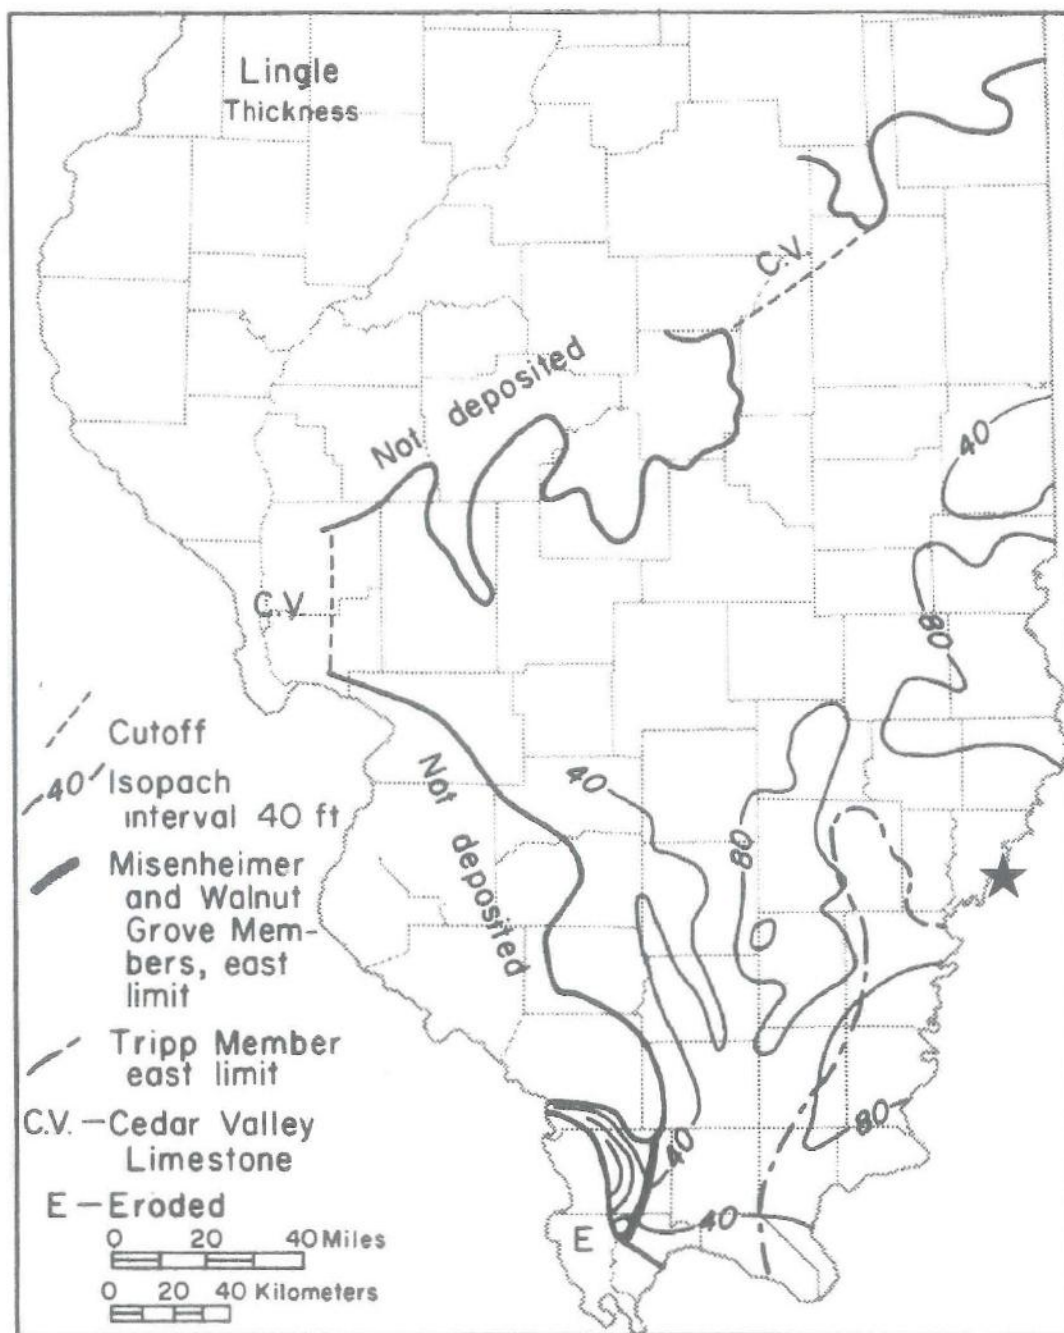 Lingle
Thickness
C.V.
Not deposited
40
C.V.
80
Not
deposited
40
80
80
40
40
E
Cutoff
40 Isopach
interval 40 ft
Misenheimer
and Walnut
Grove Mem-
bers, east
limit
Tripp Member
east limit
C.V. — Cedar Valley
Limestone
E — Eroded
0 20 40 Miles
0 20 40 Kilometers